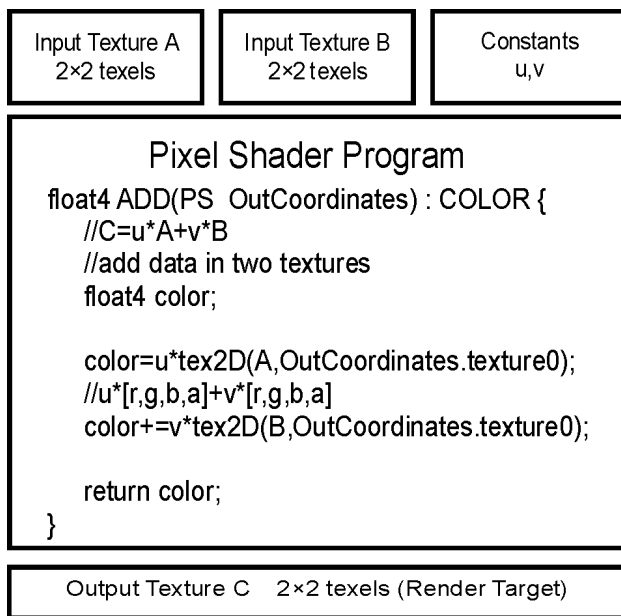 Input Texture A
2×2 texels
Input Texture B
2×2 texels
Constants
u,v
Pixel Shader Program
float4 ADD(PS OutCoordinates) : COLOR {
//C=u*A+v*B
//add data in two textures
float4 color;
color=u*tex2D(A,OutCoordinates.texture0);
//u*[r,g,b,a]+v*[r,g,b,a]
color+=v*tex2D(B,OutCoordinates.texture0);
return color;
}
Output Texture C 2×2 texels (Render Target)